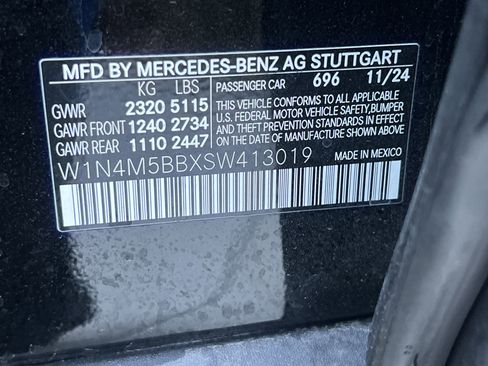 MFD BY MERCEDES-BENZ AG STUTTGART
KG LBS PASSENGER CAR 696 11/24
GVWR 2320 5115 THIS VEHICLE CONFORMS TO ALL APPLICABLE
GAWR FRONT 1240 2734 U.S. FEDERAL MOTOR VEHICLE SAFETY, BUMPER
GAWR REAR 1110 2447 AND THEFT PREVENTION STANDARDS IN EFFECT
ON THE DATE OF MANUFACTURE SHOWN ABOVE.
W1N4M5BBXSW413019 MADE IN MEXICO